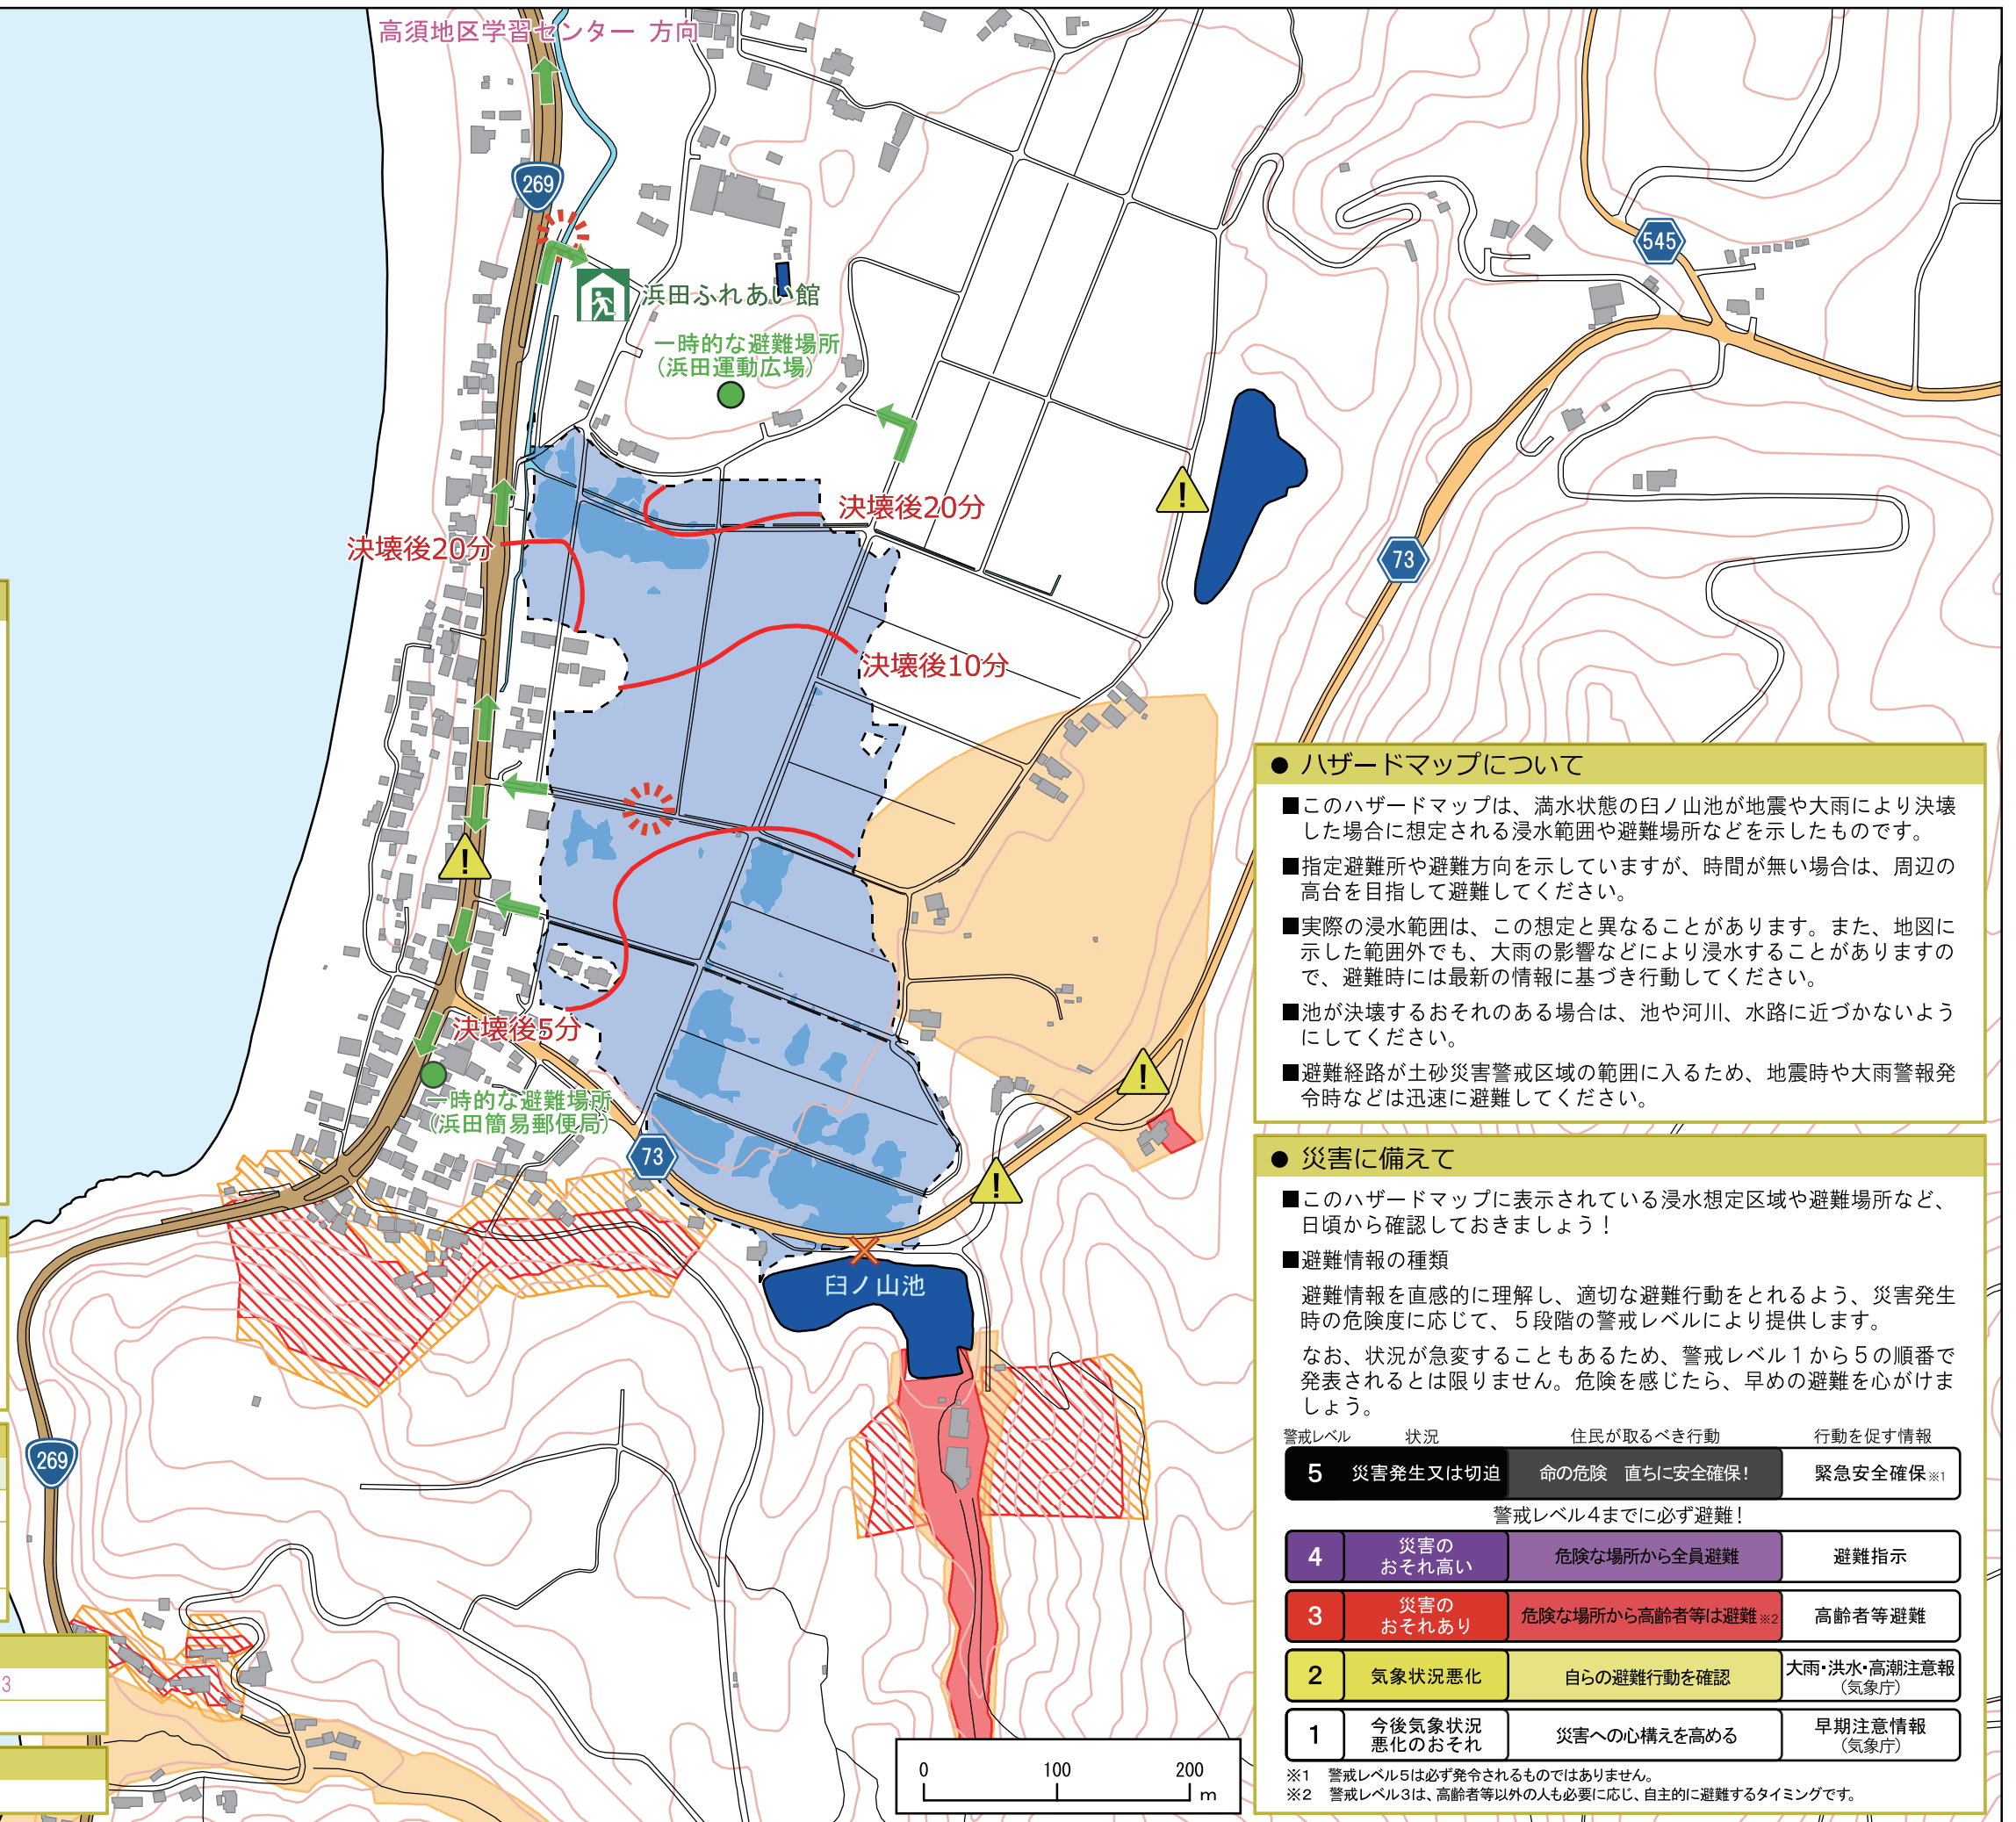 高須地区学習センター 方向
269
545
浜田ふれあい館
一時的な避難場所
（浜田運動広場）
決壊後20分
決壊後20分
73
決壊後10分
決壊後5分
一時的な避難場所
（浜田簡易郵便局）
73
臼ノ山池
269
3
0 100 200
m
● ハザードマップについて
■このハザードマップは、満水状態の臼ノ山池が地震や大雨により決壊
した場合に想定される浸水範囲や避難場所などを示したものです。
■指定避難所や避難方向を示していますが、時間が無い場合は、周辺の
高台を目指して避難してください。
■実際の浸水範囲は、この想定と異なることがあります。また、地図に
示した範囲外でも、大雨の影響などにより浸水することがありますの
で、避難時には最新の情報に基づき行動してください。
■池が決壊するおそれのある場合は、池や河川、水路に近づかないよう
にしてください。
■避難経路が土砂災害警戒区域の範囲に入るため、地震時や大雨警報発
令時などは迅速に避難してください。
● 災害に備えて
■このハザードマップに表示されている浸水想定区域や避難場所など、
日頃から確認しておきましょう！
■避難情報の種類
避難情報を直感的に理解し、適切な避難行動をとれるよう、災害発生
時の危険度に応じて、５段階の警戒レベルにより提供します。
なお、状況が急変することもあるため、警戒レベル１から５の順番で
発表されるとは限りません。危険を感じたら、早めの避難を心がけま
しょう。
警戒レベル 状況 住民が取るべき行動 行動を促す情報
5 災害発生又は切迫 命の危険　直ちに安全確保！ 緊急安全確保※1
警戒レベル４までに必ず避難！
4 災害の
おそれ高い 危険な場所から全員避難 避難指示
3 災害の
おそれあり 危険な場所から高齢者等は避難※2 高齢者等避難
2 気象状況悪化 自らの避難行動を確認 大雨・洪水・高潮注意報
（気象庁）
1 今後気象状況
悪化のおそれ 災害への心構えを高める 早期注意情報
（気象庁）
※1　警戒レベル5は必ず発令されるものではありません。
※2　警戒レベル3は、高齢者等以外の人も必要に応じ、自主的に避難するタイミングです。